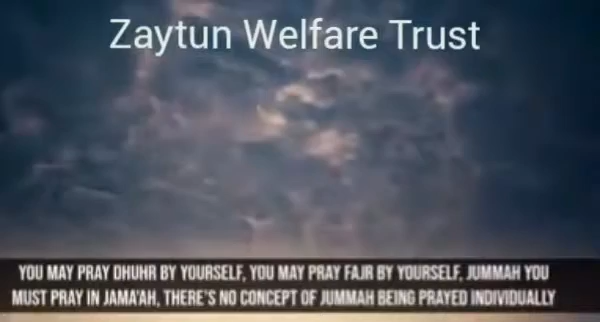 Zaytun Welfare Trust
YOU MAY PRAY DHUHR BY YOURSELF, YOU MAY PRAY FAJR BY YOURSELF, JUMMAH YOU
MUST PRAY IN JAMA'AH, THERE'S NO CONCEPT OF JUMMAH BEING PRAYED INDIVIDUALLY